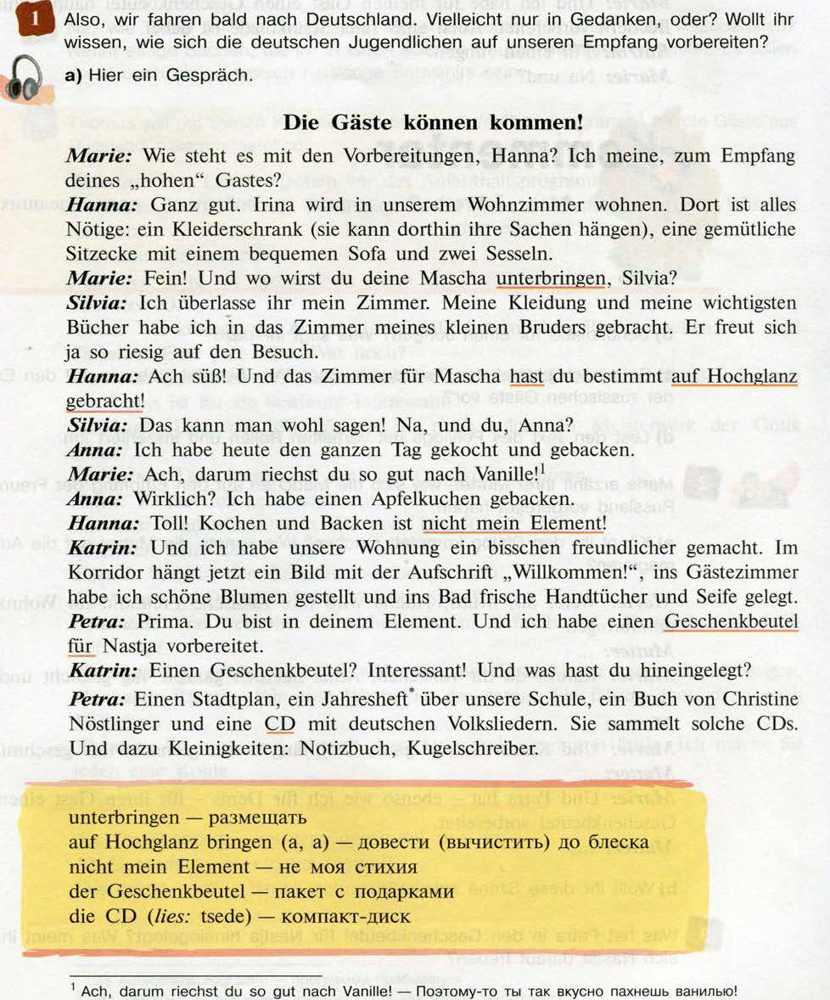 1
Also, wir fahren bald nach Deutschland. Vielleicht nur in Gedanken, oder? Wollt ihr
wissen, wie sich die deutschen Jugendlichen auf unseren Empfang vorbereiten?
a) Hier ein Gespräch.
Die Gäste können kommen!
Marie: Wie steht es mit den Vorbereitungen, Hanna? Ich meine, zum Empfang
deines „hohen“ Gastes?
Hanna: Ganz gut. Irina wird in unserem Wohnzimmer wohnen. Dort ist alles
Nötige: ein Kleiderschrank (sie kann dorthin ihre Sachen hängen), eine gemütliche
Sitzecke mit einem bequemen Sofa und zwei Sesseln.
Marie: Fein! Und wo wirst du deine Mascha unterbringen, Silvia?
Silvia: Ich überlasse ihr mein Zimmer. Meine Kleidung und meine wichtigsten
Bücher habe ich in das Zimmer meines kleinen Bruders gebracht. Er freut sich
ja so riesig auf den Besuch.
Hanna: Ach süß! Und das Zimmer für Mascha hast du bestimmt auf Hochglanz
gebracht!
Silvia: Das kann man wohl sagen! Na, und du, Anna?
Anna: Ich habe heute den ganzen Tag gekocht und gebacken.
Marie: Ach, darum riechst du so gut nach Vanille!¹
Anna: Wirklich? Ich habe einen Apfelkuchen gebacken.
Hanna: Toll! Kochen und Backen ist nicht mein Element!
Katrin: Und ich habe unsere Wohnung ein bisschen freundlicher gemacht. Im
Korridor hängt jetzt ein Bild mit der Aufschrift „Willkommen!“, ins Gästezimmer
habe ich schöne Blumen gestellt und ins Bad frische Handtücher und Seife gelegt.
Petra: Prima. Du bist in deinem Element. Und ich habe einen Geschenkbeutel
für Nastja vorbereitet.
Katrin: Einen Geschenkbeutel? Interessant! Und was hast du hineingelegt?
Petra: Einen Stadtplan, ein Jahresheft* über unsere Schule, ein Buch von Christine
Nöstlinger und eine CD mit deutschen Volksliedern. Sie sammelt solche CDs.
Und dazu Kleinigkeiten: Notizbuch, Kugelschreiber.
unterbringen — размещать
auf Hochglanz bringen (a, a) — довести (вычистить) до блеска
nicht mein Element — не моя стихия
der Geschenkbeutel — пакет с подарками
die CD (lies: tsede) — компакт-диск
¹ Ach, darum riechst du so gut nach Vanille! — Поэтому-то ты так вкусно пахнешь ванилью!